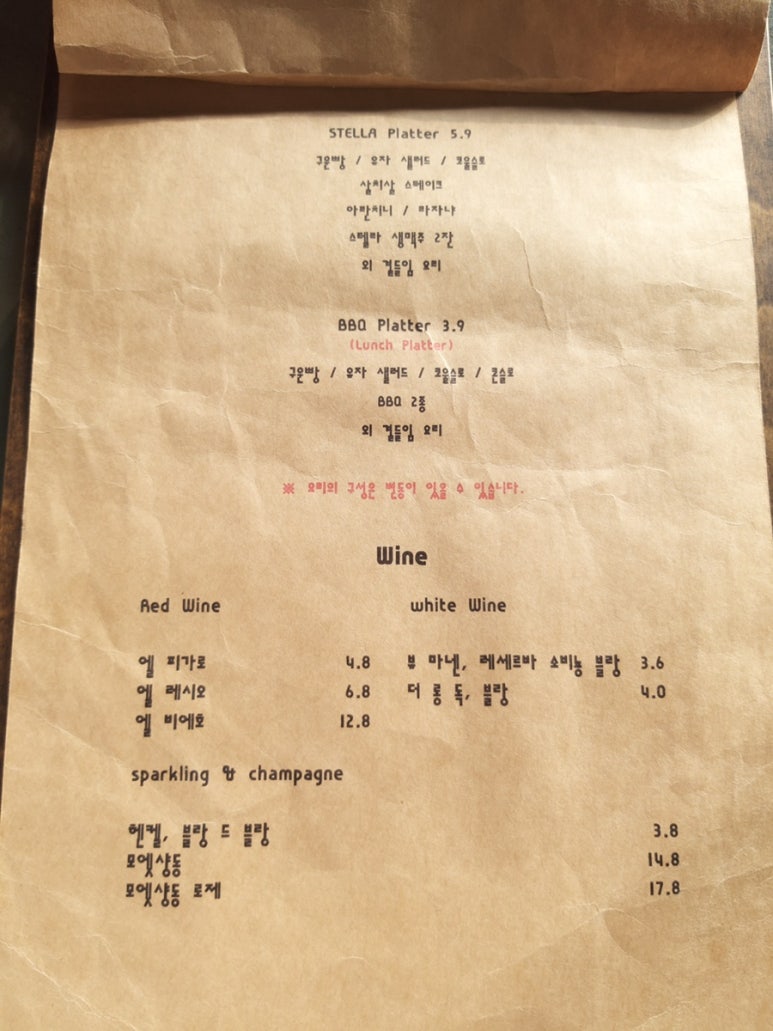 STELLA Platter 5.9
구운빵 / 유자 샐러드 / 코울슬로
살치살 스테이크
아란치니 / 라자냐
스텔라 생맥주 2잔
외 곁들임 요리
BBQ Platter 3.9
(Lunch Platter)
구운빵 / 유자 샐러드 / 코울슬로 / 콘슬로
BBQ 2종
외 곁들임 요리
※ 요리의 구성은 변동이 있을 수 있습니다.
Wine
Red Wine
white Wine
엘 피가로 4.8
뷰 마넨, 레세르바 소비뇽 블랑 3.6
엘 레시오 6.8
더 롱 독, 블랑 4.0
엘 비에호 12.8
sparkling & champagne
헨켈, 블랑 드 블랑 3.8
모엣샹동 14.8
모엣샹동 로제 17.8